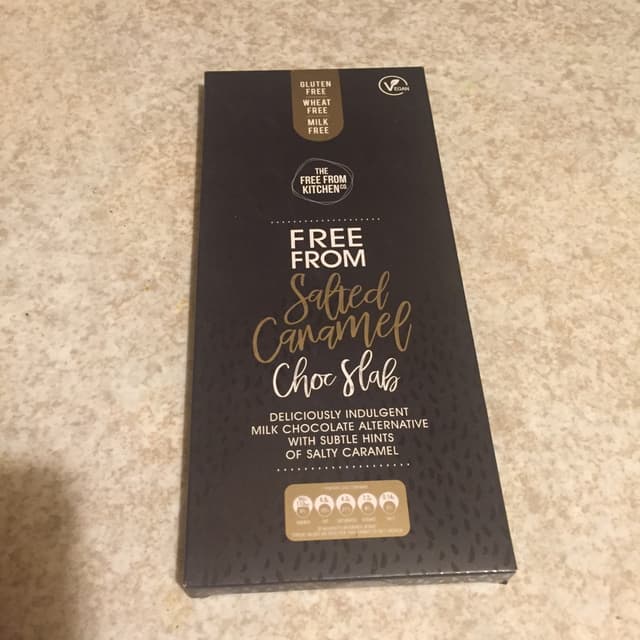 GLUTEN
FREE
WHEAT
FREE
MILK
FREE
VEGAN
THE
FREE FROM
KITCHEN CO
FREE
FROM
Salted
Caramel
Choc Slab
DELICIOUSLY INDULGENT
MILK CHOCOLATE ALTERNATIVE
WITH SUBTLE HINTS
OF SALTY CARAMEL